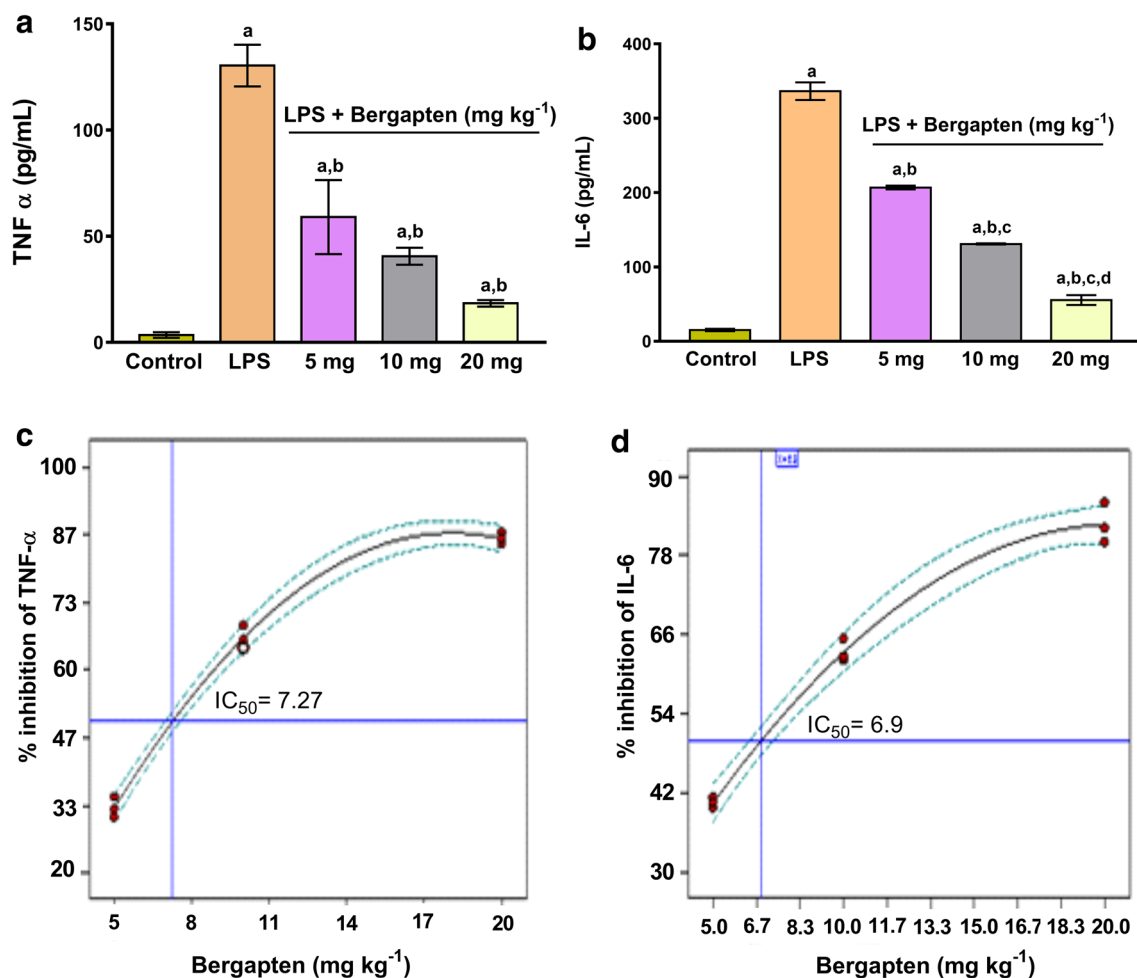 a
150
a
LPS + Bergapten (mg kg-1)
100
TNF α (pg/mL)
a,b
50
a,b
a,b
0
Control LPS 5 mg 10 mg 20 mg
b
400
a
LPS + Bergapten (mg kg-1)
300
IL-6 (pg/mL)
a,b
200
a,b,c
100
a,b,c,d
0
Control LPS 5 mg 10 mg 20 mg
c
100
87
73
60
47
33
20
% inhibition of TNF-α
IC50= 7.27
5 8 11 14 17 20
Bergapten (mg kg-1)
d
90
78
66
54
42
30
% inhibition of IL-6
IC50= 6.9
5.0 6.7 8.3 10.0 11.7 13.3 15.0 16.7 18.3 20.0
Bergapten (mg kg-1)